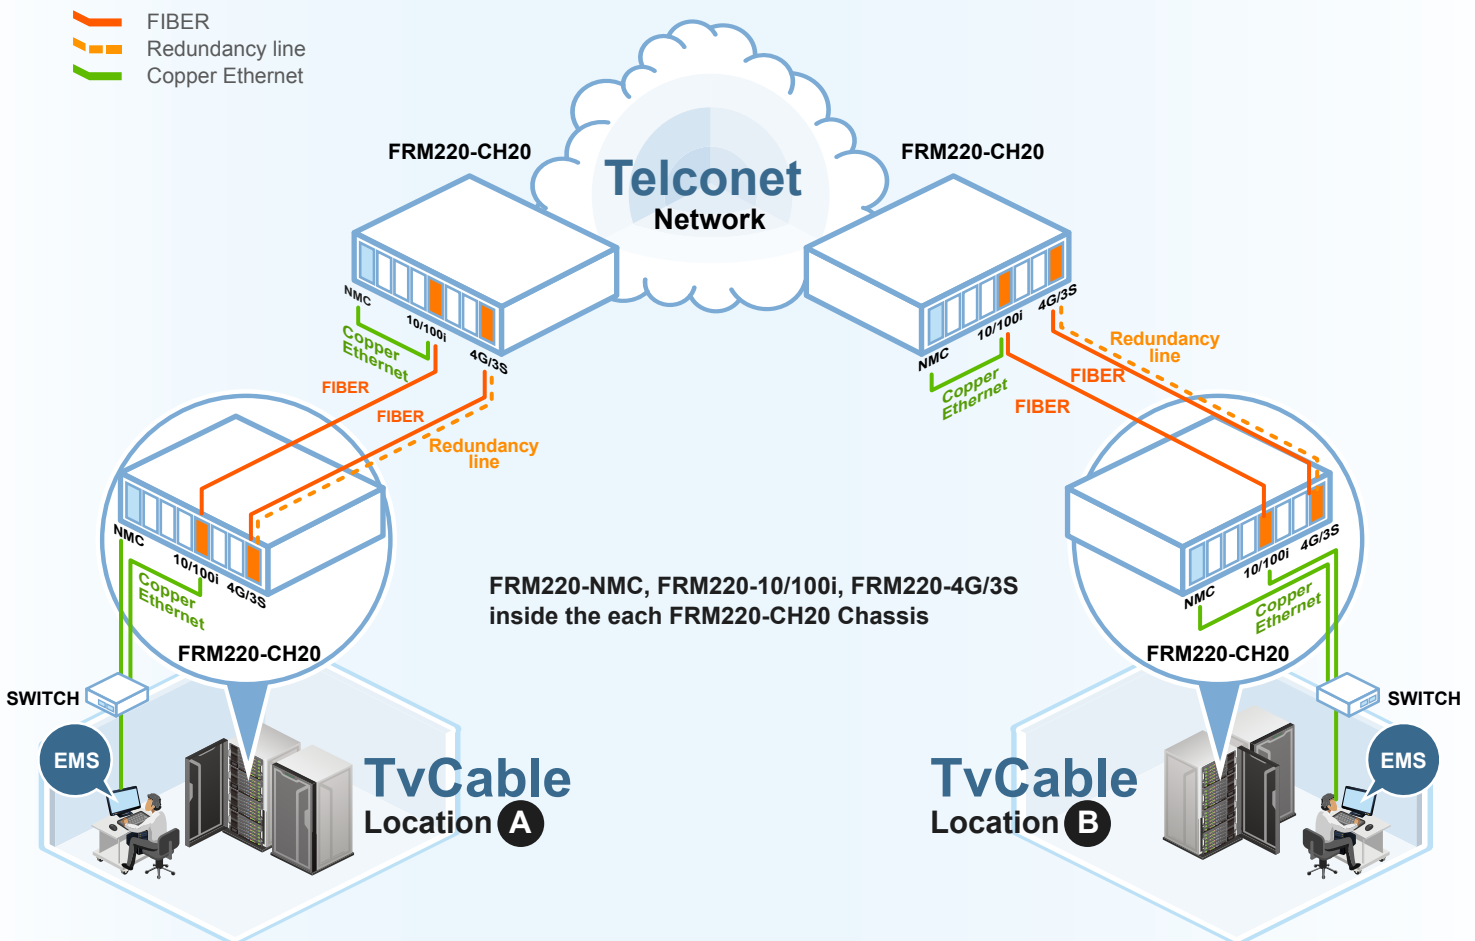 FIBER
Redundancy line
Copper Ethernet
FRM220-CH20
FRM220-CH20
Telconet
Network
NMC
10/100i
4G/3S
Copper
Ethernet
FIBER
FIBER
Redundancy
line
NMC
10/100i
4G/3S
Copper
Ethernet
Redundancy
line
FIBER
FIBER
NMC
10/100i
4G/3S
Copper
Ethernet
FRM220-CH20
SWITCH
EMS
TvCable
Location A
FRM220-NMC, FRM220-10/100i, FRM220-4G/3S
inside the each FRM220-CH20 Chassis
NMC
10/100i
4G/3S
Copper
Ethernet
FRM220-CH20
SWITCH
EMS
TvCable
Location B